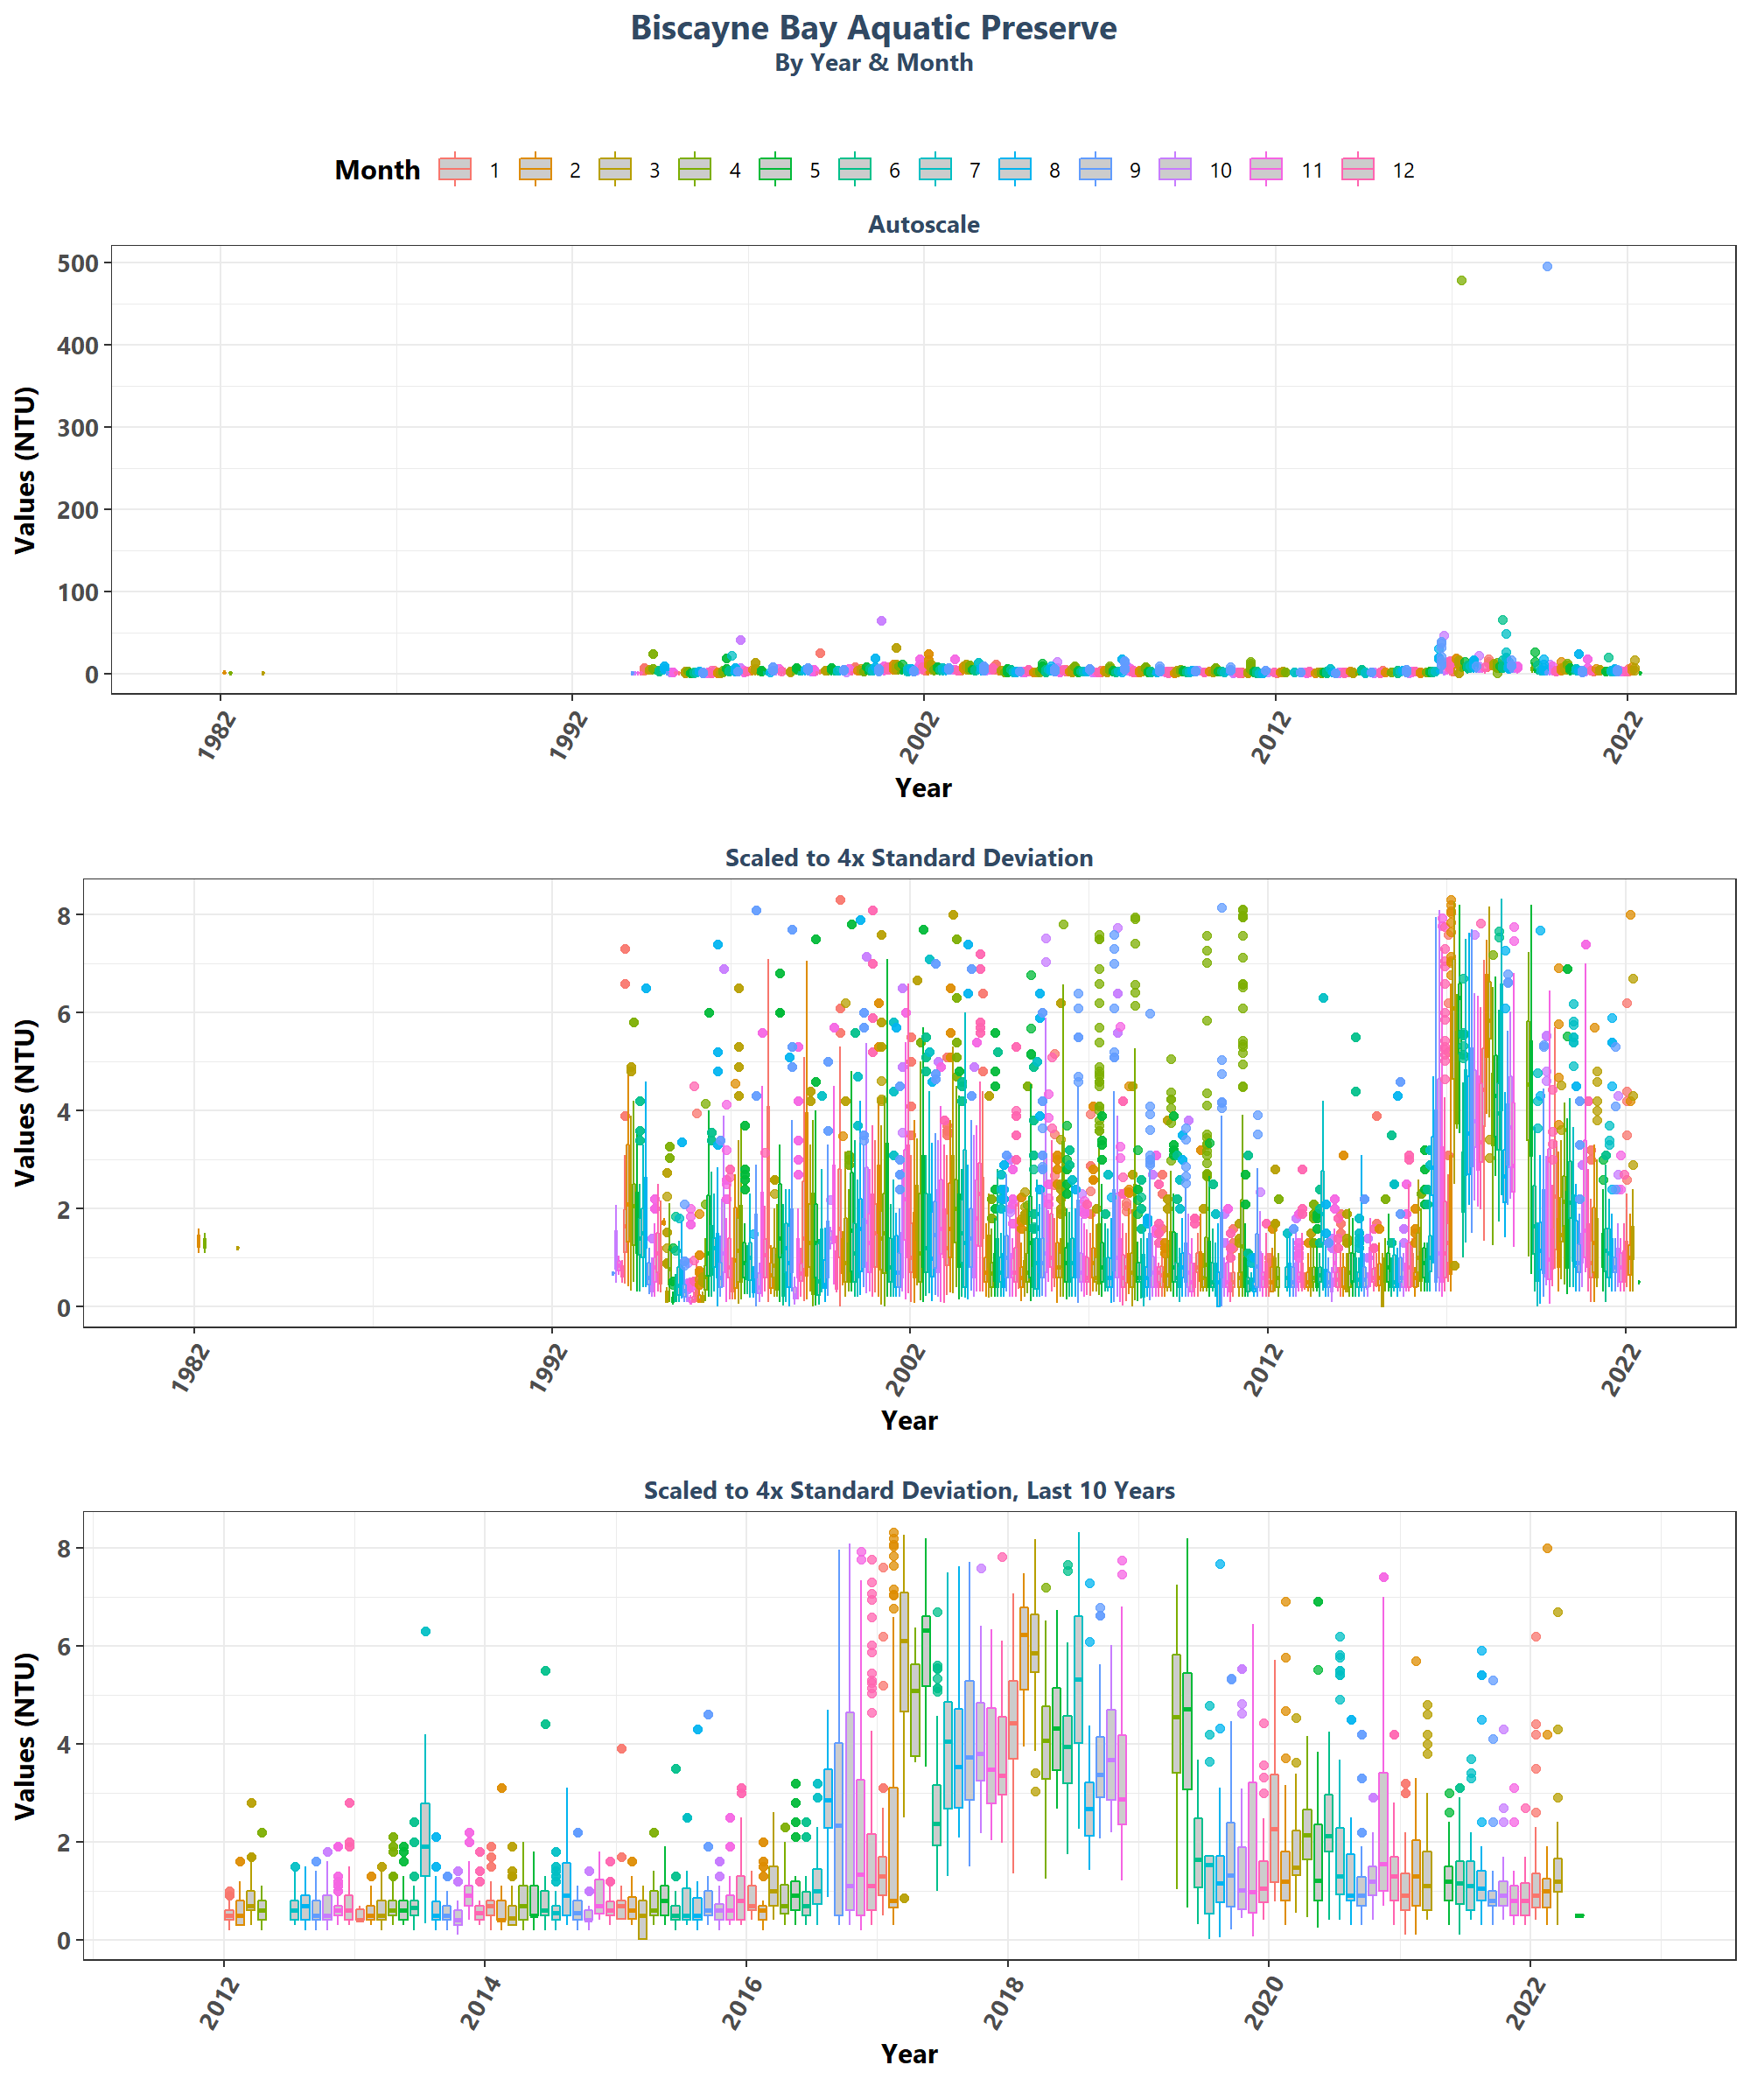 Biscayne Bay Aquatic Preserve
By Year & Month
Month 1 2 3 4 5 6 7 8 9 10 11 12
Autoscale
Values (NTU)
500
400
300
200
100
0
1982 1992 2002 2012 2022
Year
Scaled to 4x Standard Deviation
Values (NTU)
8
6
4
2
0
1982 1992 2002 2012 2022
Year
Scaled to 4x Standard Deviation, Last 10 Years
Values (NTU)
8
6
4
2
0
2012 2014 2016 2018 2020 2022
Year